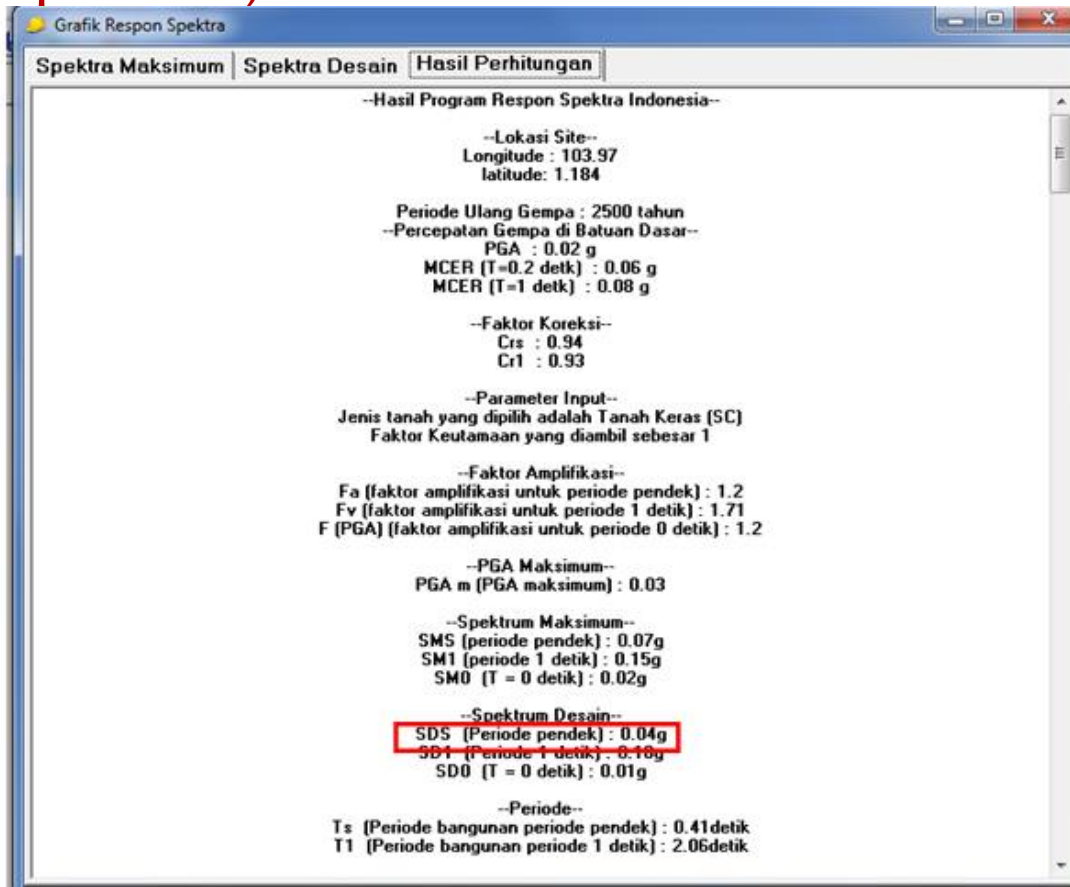 Grafik Respon Spektra
Spektra Maksimum Spektra Desain Hasil Perhitungan
--Hasil Program Respon Spektra Indonesia--
--Lokasi Site--
Longitude : 103.97
latitude: 1.184
Periode Ulang Gempa : 2500 tahun
--Percepatan Gempa di Batuan Dasar--
PGA : 0.02 g
MCER (T=0.2 detk) : 0.06 g
MCER (T=1 detk) : 0.08 g
--Faktor Koreksi--
Crs : 0.94
Cr1 : 0.93
--Parameter Input--
Jenis tanah yang dipilih adalah Tanah Keras (SC)
Faktor Keutamaan yang diambil sebesar 1
--Faktor Amplifikasi--
Fa (faktor amplifikasi untuk periode pendek) : 1.2
Fv (faktor amplifikasi untuk periode 1 detik) : 1.71
F (PGA) (faktor amplifikasi untuk periode 0 detik) : 1.2
--PGA Maksimum--
PGA m (PGA maksimum) : 0.03
--Spektrum Maksimum--
SMS (periode pendek) : 0.07g
SM1 (periode 1 detik) : 0.15g
SM0 (T = 0 detik) : 0.02g
--Spektrum Desain--
SDS (Periode pendek) : 0.04g
SD1 (Periode 1 detik) : 0.10g
SD0 (T = 0 detik) : 0.01g
--Periode--
Ts (Periode bangunan periode pendek) : 0.41detik
T1 (Periode bangunan periode 1 detik) : 2.06detik